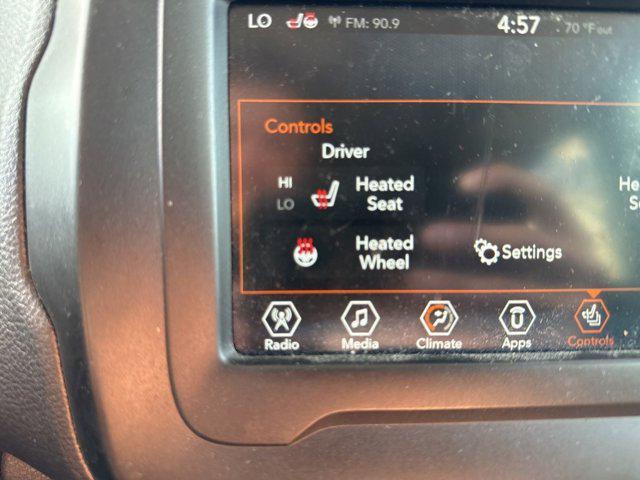 LO FM: 90.9 4:57 70 °F out
Controls
Driver
HI
LO
Heated
Seat
Heated
Wheel
Settings
Radio Media Climate Apps Controls